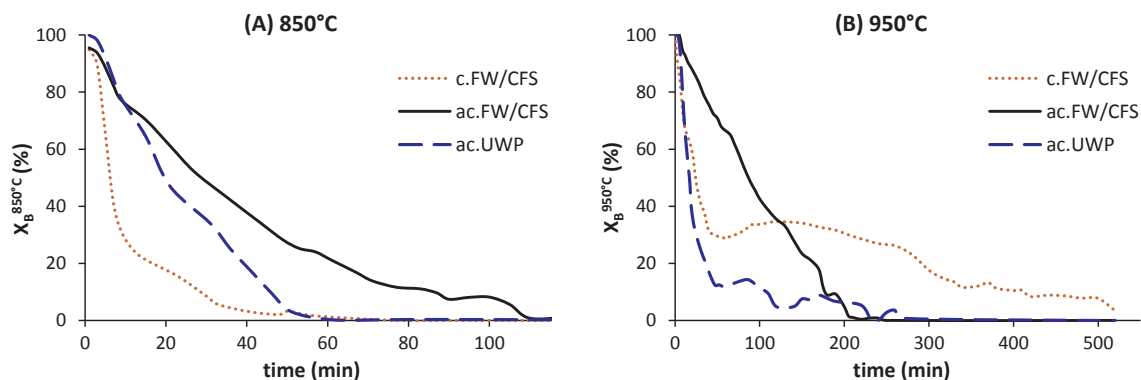 (A) 850°C
100
80
60
40
20
0
X_B^850°C (%)
0 20 40 60 80 100
time (min)
c.FW/CFS
ac.FW/CFS
ac.UWP
(B) 950°C
100
80
60
40
20
0
X_B^950°C (%)
0 100 200 300 400 500
time (min)
c.FW/CFS
ac.FW/CFS
ac.UWP